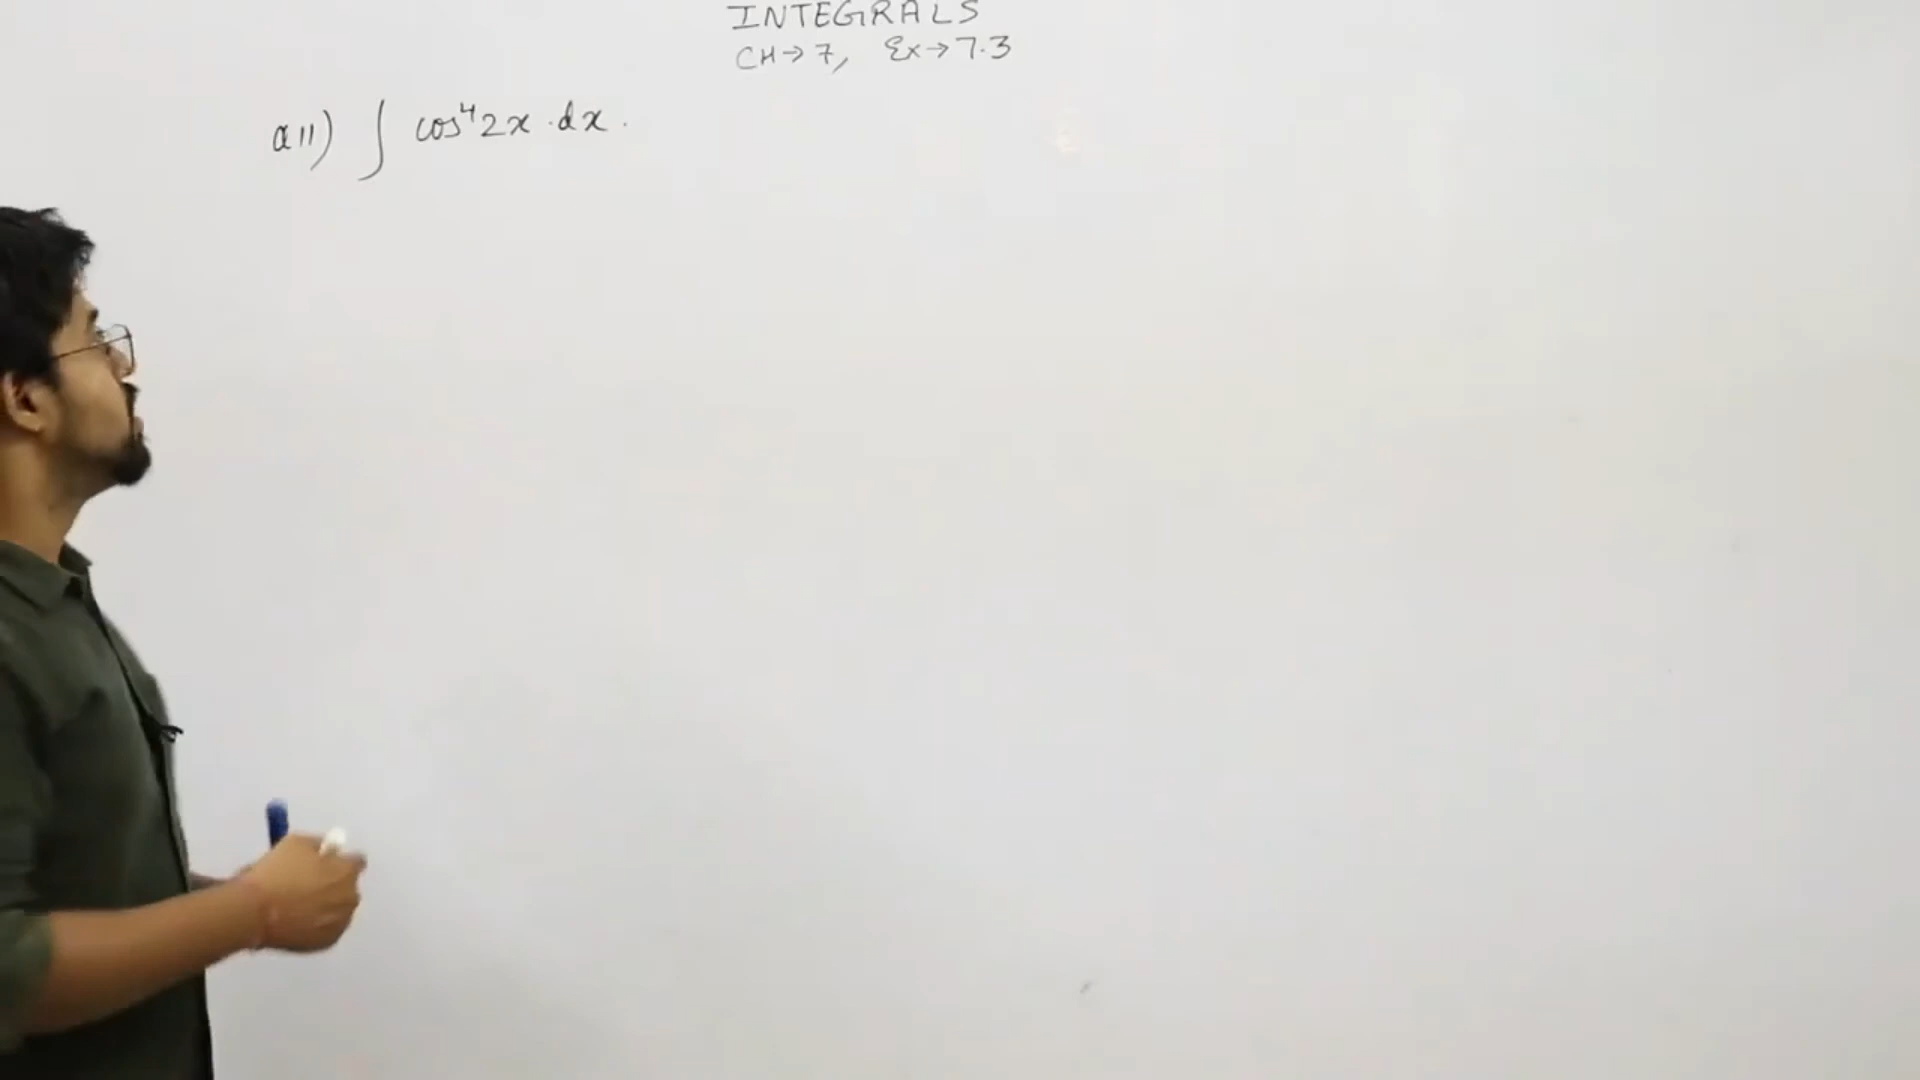 INTEGRALS
CH→7, Ex→7.3
Q11) ∫ cos⁴2x .dx.